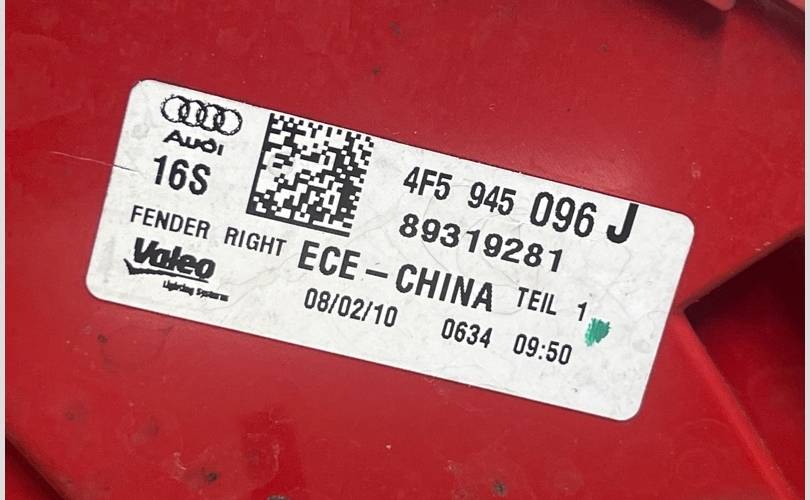 Audi
16S
4F5 945 096 J
89319281
FENDER RIGHT ECE-CHINA TEIL 1
Valeo
Lighting Systems
08/02/10 0634 09:50